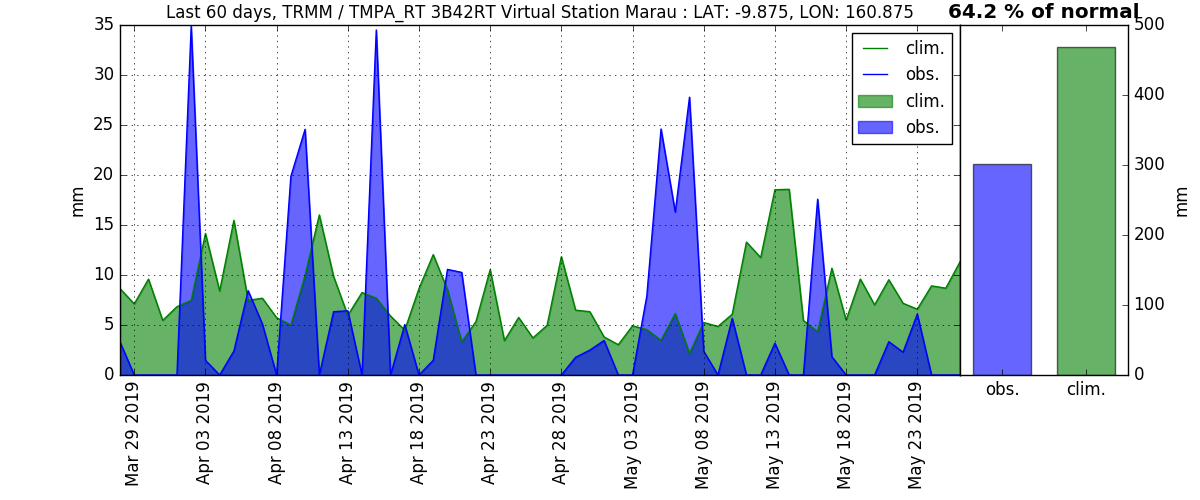 Last 60 days, TRMM / TMPA_RT 3B42RT Virtual Station Marau : LAT: -9.875, LON: 160.875
64.2 % of normal
35
30
25
20
15
10
5
0
mm
clim.
obs.
clim.
obs.
Mar 29 2019
Apr 03 2019
Apr 08 2019
Apr 13 2019
Apr 18 2019
Apr 23 2019
Apr 28 2019
May 03 2019
May 08 2019
May 13 2019
May 18 2019
May 23 2019
500
400
300
200
100
0
mm
obs.
clim.